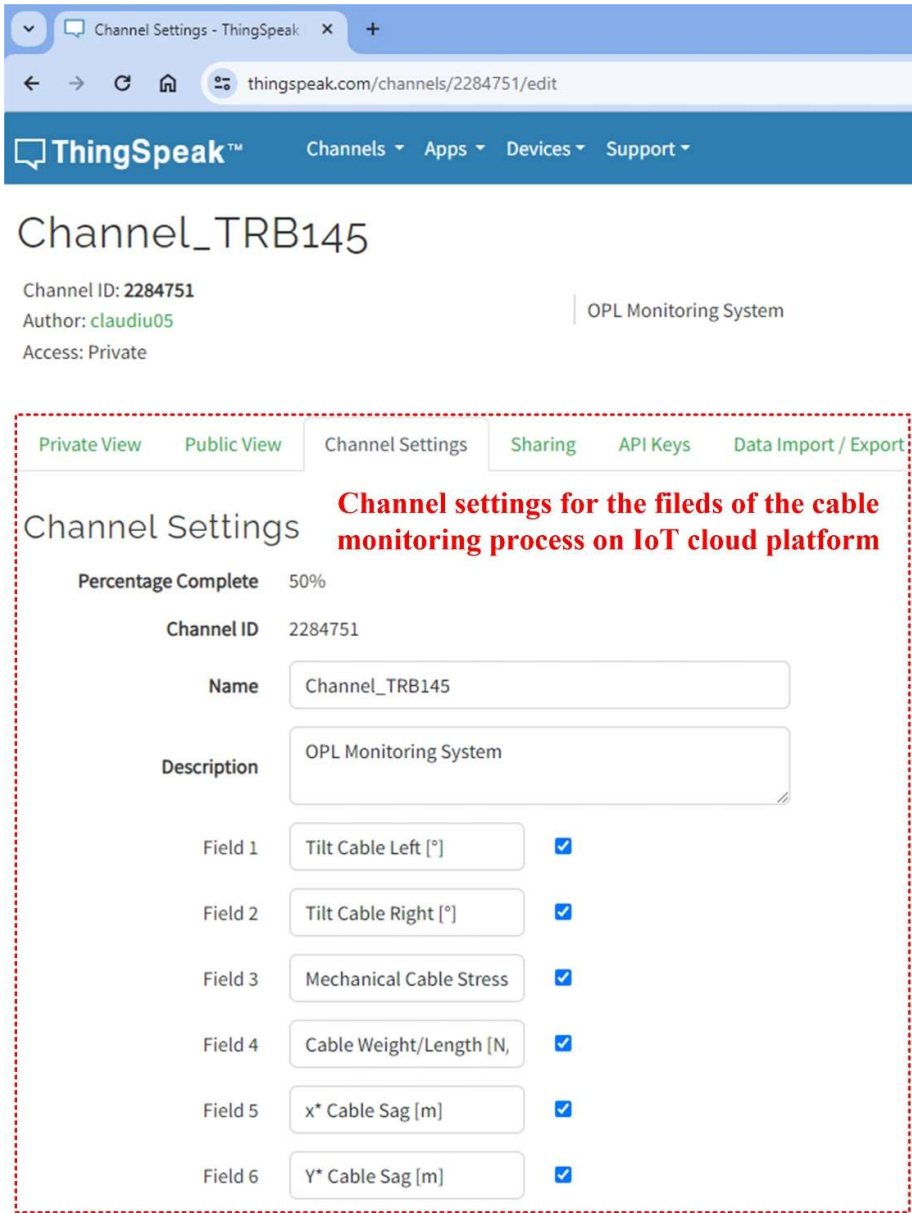 Channel Settings - ThingSpeak
thingspeak.com/channels/2284751/edit
ThingSpeak™ Channels Apps Devices Support
Channel_TRB145
Channel ID: 2284751
Author: claudiu05
Access: Private
OPL Monitoring System
Private View Public View Channel Settings Sharing API Keys Data Import / Export
Channel Settings
Channel settings for the fileds of the cable
monitoring process on IoT cloud platform
Percentage Complete 50%
Channel ID 2284751
Name Channel_TRB145
Description OPL Monitoring System
Field 1 Tilt Cable Left [°]
Field 2 Tilt Cable Right [°]
Field 3 Mechanical Cable Stress
Field 4 Cable Weight/Length [N,
Field 5 x* Cable Sag [m]
Field 6 Y* Cable Sag [m]